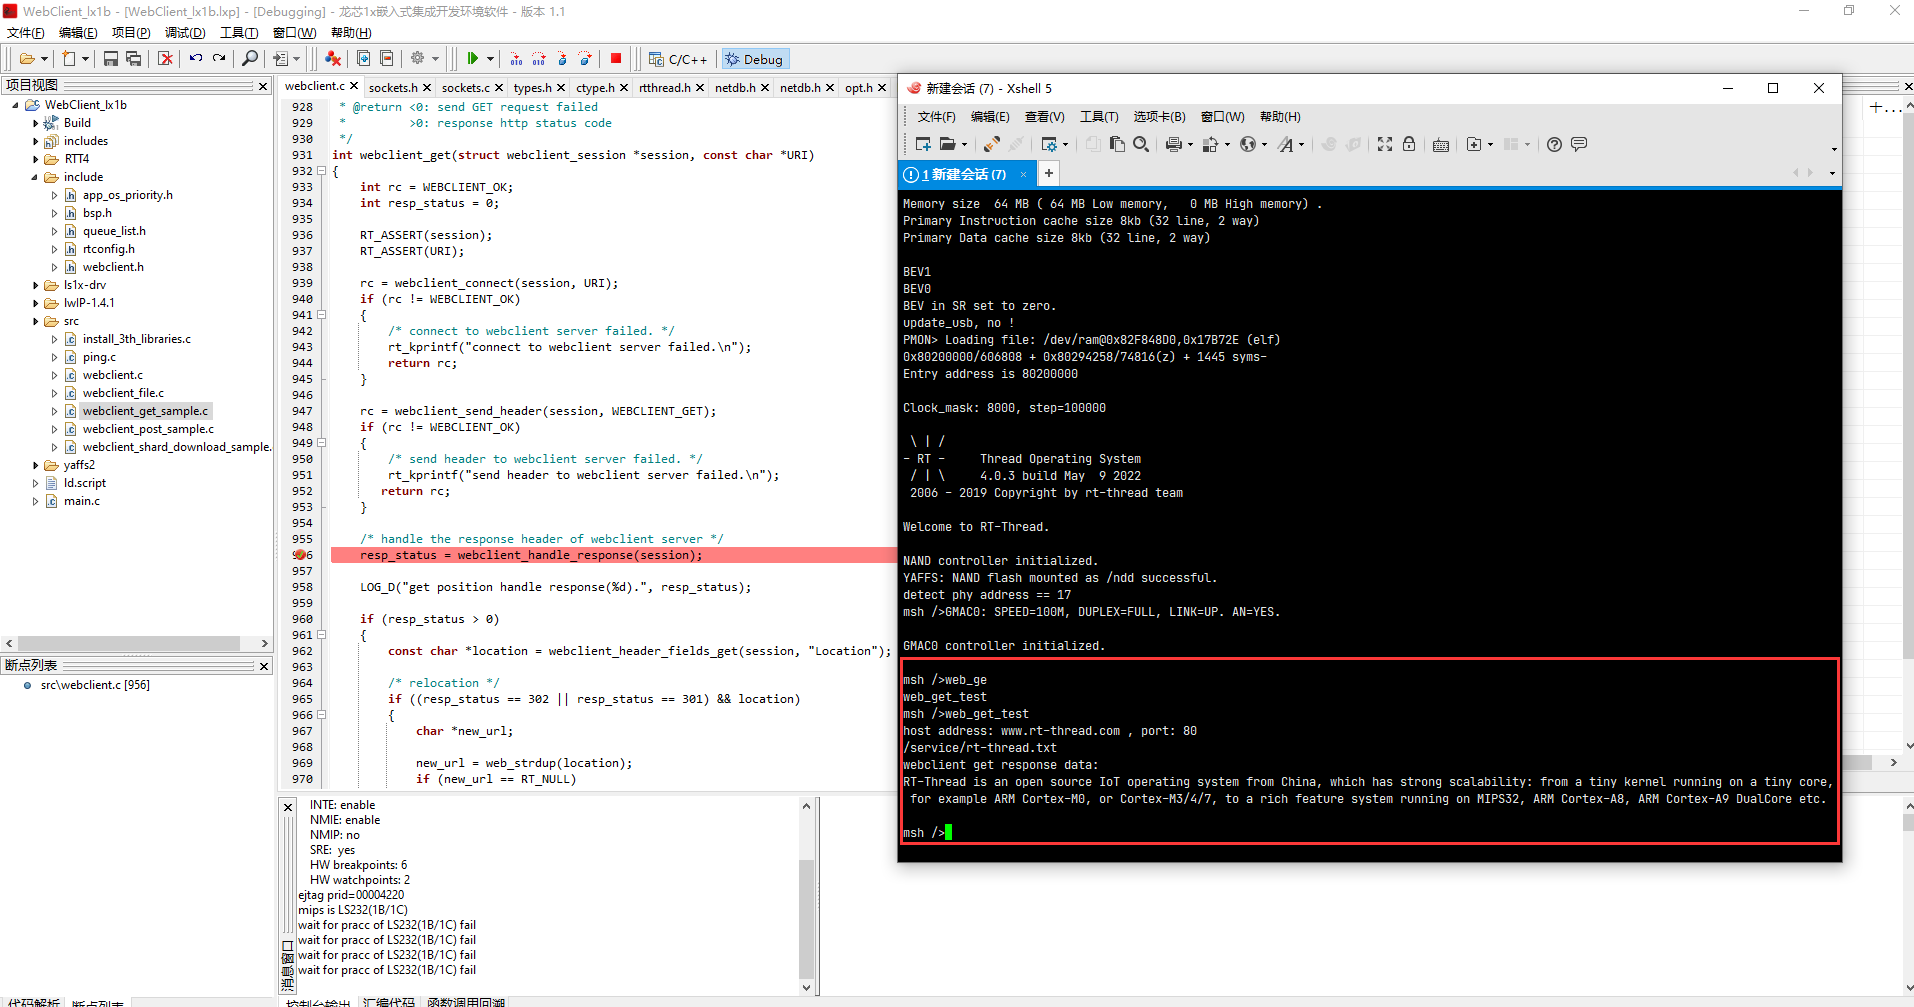 WebClient_lx1b - [WebClient_lx1b.lxp] - [Debugging] - 龙芯1x嵌入式集成开发环境软件 - 版本 1.1
文件(F) 编辑(E) 项目(P) 调试(D) 工具(T) 窗口(W) 帮助(H)
C/C++ Debug
项目视图
WebClient_lx1b
Build
includes
RTT4
include
app_os_priority.h
bsp.h
queue_list.h
rtconfig.h
webclient.h
ls1x-drv
lwIP-1.4.1
src
install_3th_libraries.c
ping.c
webclient.c
webclient_file.c
webclient_get_sample.c
webclient_post_sample.c
webclient_shard_download_sample.
yaffs2
ld.script
main.c
断点列表
src\webclient.c [956]
代码解析 断点列表
webclient.c sockets.h sockets.c types.h ctype.h rtthread.h netdb.h netdb.h opt.h
928 * @return <0: send GET request failed
929 * >0: response http status code
930 */
931 int webclient_get(struct webclient_session *session, const char *URI)
932 {
933 int rc = WEBCLIENT_OK;
934 int resp_status = 0;
935
936 RT_ASSERT(session);
937 RT_ASSERT(URI);
938
939 rc = webclient_connect(session, URI);
940 if (rc != WEBCLIENT_OK)
941 {
942 /* connect to webclient server failed. */
943 rt_kprintf("connect to webclient server failed.\n");
944 return rc;
945 }
946
947 rc = webclient_send_header(session, WEBCLIENT_GET);
948 if (rc != WEBCLIENT_OK)
949 {
950 /* send header to webclient server failed. */
951 rt_kprintf("send header to webclient server failed.\n");
952 return rc;
953 }
954
955 /* handle the response header of webclient server */
956 resp_status = webclient_handle_response(session);
957
958 LOG_D("get position handle response(%d).", resp_status);
959
960 if (resp_status > 0)
961 {
962 const char *location = webclient_header_fields_get(session, "Location");
963
964 /* relocation */
965 if ((resp_status == 302 || resp_status == 301) && location)
966 {
967 char *new_url;
968
969 new_url = web_strdup(location);
970 if (new_url == RT_NULL)
消息窗口
INTE: enable
NMIE: enable
NMIP: no
SRE: yes
HW breakpoints: 6
HW watchpoints: 2
ejtag prid=00004220
mips is LS232(1B/1C)
wait for pracc of LS232(1B/1C) fail
wait for pracc of LS232(1B/1C) fail
wait for pracc of LS232(1B/1C) fail
wait for pracc of LS232(1B/1C) fail
控制台输出 汇编代码 函数调用回溯
新建会话 (7) - Xshell 5
文件(F) 编辑(E) 查看(V) 工具(T) 选项卡(B) 窗口(W) 帮助(H)
1 新建会话 (7)
Memory size 64 MB ( 64 MB Low memory, 0 MB High memory) .
Primary Instruction cache size 8kb (32 line, 2 way)
Primary Data cache size 8kb (32 line, 2 way)
BEV1
BEV0
BEV in SR set to zero.
update_usb, no !
PMON> Loading file: /dev/ram@0x82F848D0,0x17B72E (elf)
0x80200000/606808 + 0x80294258/74816(z) + 1445 syms-
Entry address is 80200000
Clock_mask: 8000, step=100000
\ | /
- RT - Thread Operating System
/ | \ 4.0.3 build May 9 2022
2006 - 2019 Copyright by rt-thread team
Welcome to RT-Thread.
NAND controller initialized.
YAFFS: NAND flash mounted as /ndd successful.
detect phy address == 17
msh />GMAC0: SPEED=100M, DUPLEX=FULL, LINK=UP. AN=YES.
GMAC0 controller initialized.
msh />web_ge
web_get_test
msh />web_get_test
host address: www.rt-thread.com , port: 80
/service/rt-thread.txt
webclient get response data:
RT-Thread is an open source IoT operating system from China, which has strong scalability: from a tiny kernel running on a tiny core,
for example ARM Cortex-M0, or Cortex-M3/4/7, to a rich feature system running on MIPS32, ARM Cortex-A8, ARM Cortex-A9 DualCore etc.
msh />